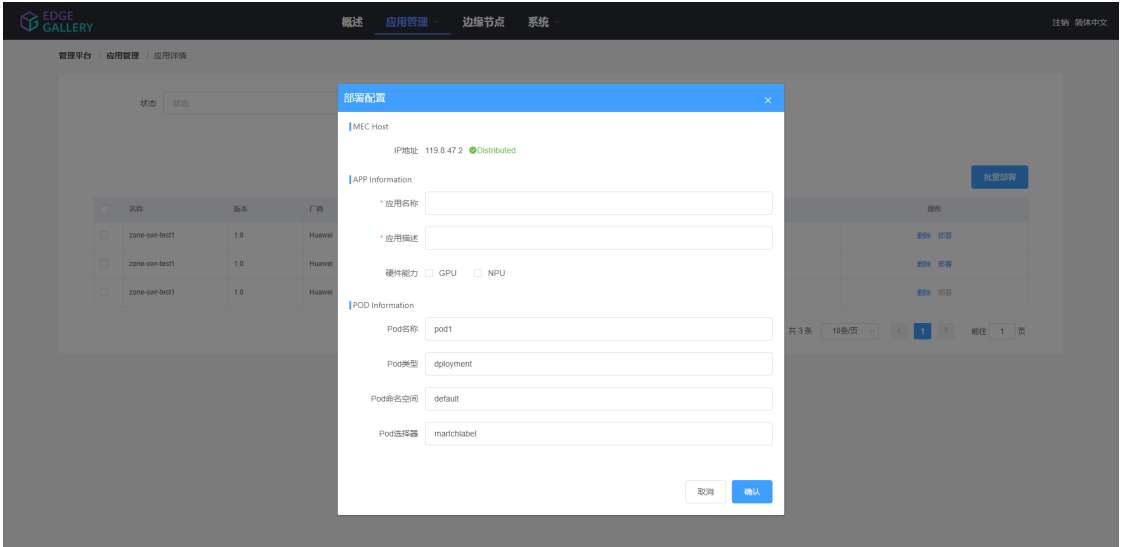 EDGE GALLERY 概述 应用管理 边缘节点 系统 注销 简体中文
管理平台 / 应用管理 / 应用详情
状态 状态
批量部署
名称 版本 厂商 操作
zone-swr-test1 1.0 Huawei 删除 部署
zone-swr-test1 1.0 Huawei 删除 部署
zone-swr-test1 1.0 Huawei 删除 部署
共 3 条 10条/页 1 前往 1 页
部署配置 ×
MEC Host
IP地址 119.8.47.2 Distributed
APP Information
* 应用名称
* 应用描述
硬件能力 GPU NPU
POD Information
Pod名称 pod1
Pod类型 dployment
Pod命名空间 default
Pod选择器 martchlabel
取消 确认